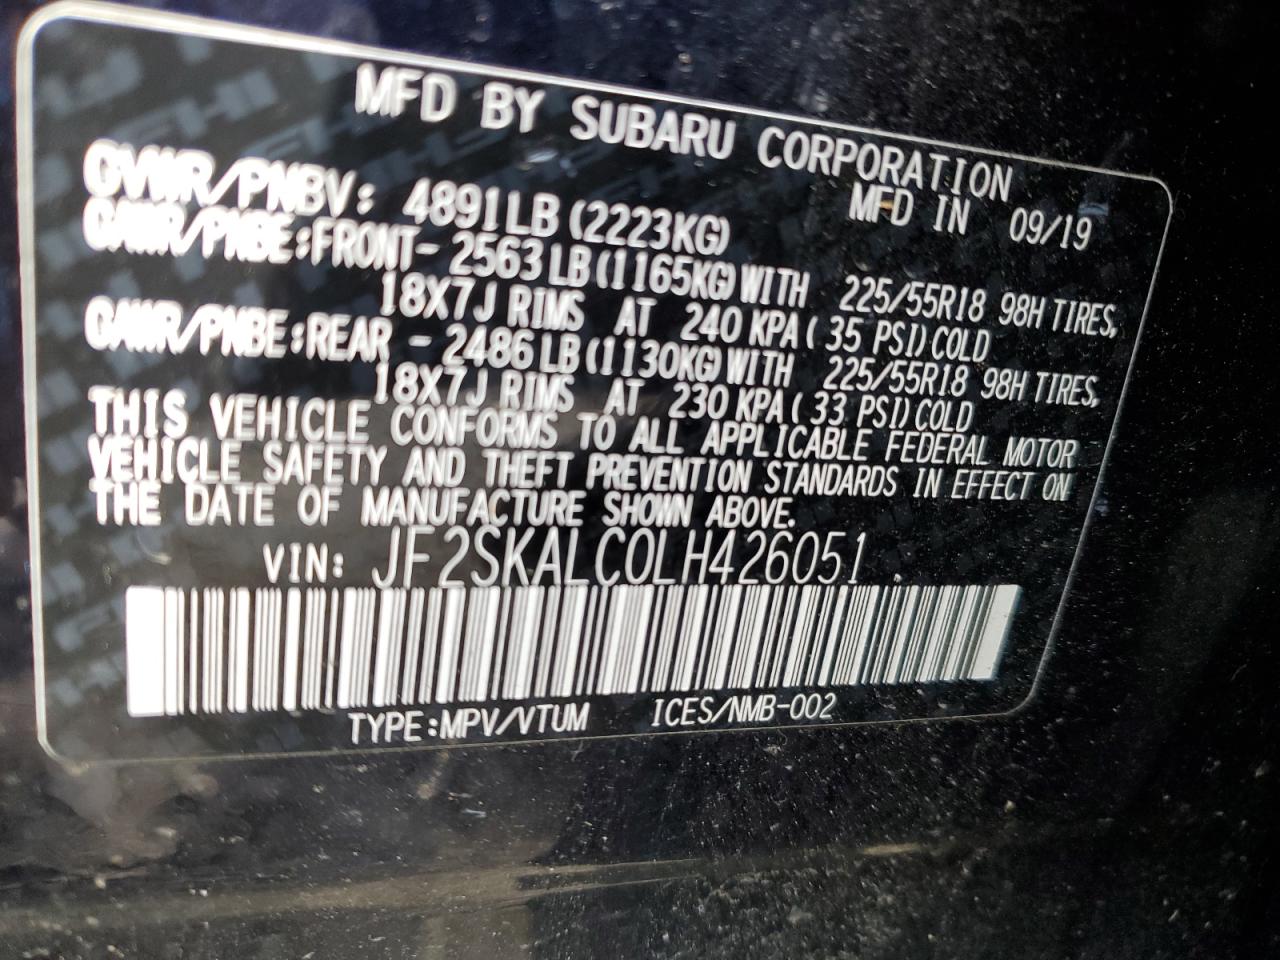 MFD BY SUBARU CORPORATION
MFD IN 09/19
GVWR/PNBV: 4891LB (2223KG)
GAWR/PNBE:FRONT- 2563LB(1165KG)WITH 225/55R18 98H TIRES,
18X7J RIMS AT 240 KPA( 35 PSI)COLD
GAWR/PNBE:REAR - 2486LB(1130KG)WITH 225/55R18 98H TIRES,
18X7J RIMS AT 230 KPA( 33 PSI)COLD
THIS VEHICLE CONFORMS TO ALL APPLICABLE FEDERAL MOTOR
VEHICLE SAFETY AND THEFT PREVENTION STANDARDS IN EFFECT ON
THE DATE OF MANUFACTURE SHOWN ABOVE.
VIN: JF2SKALC0LH426051
TYPE:MPV/VTUM ICES/NMB-002